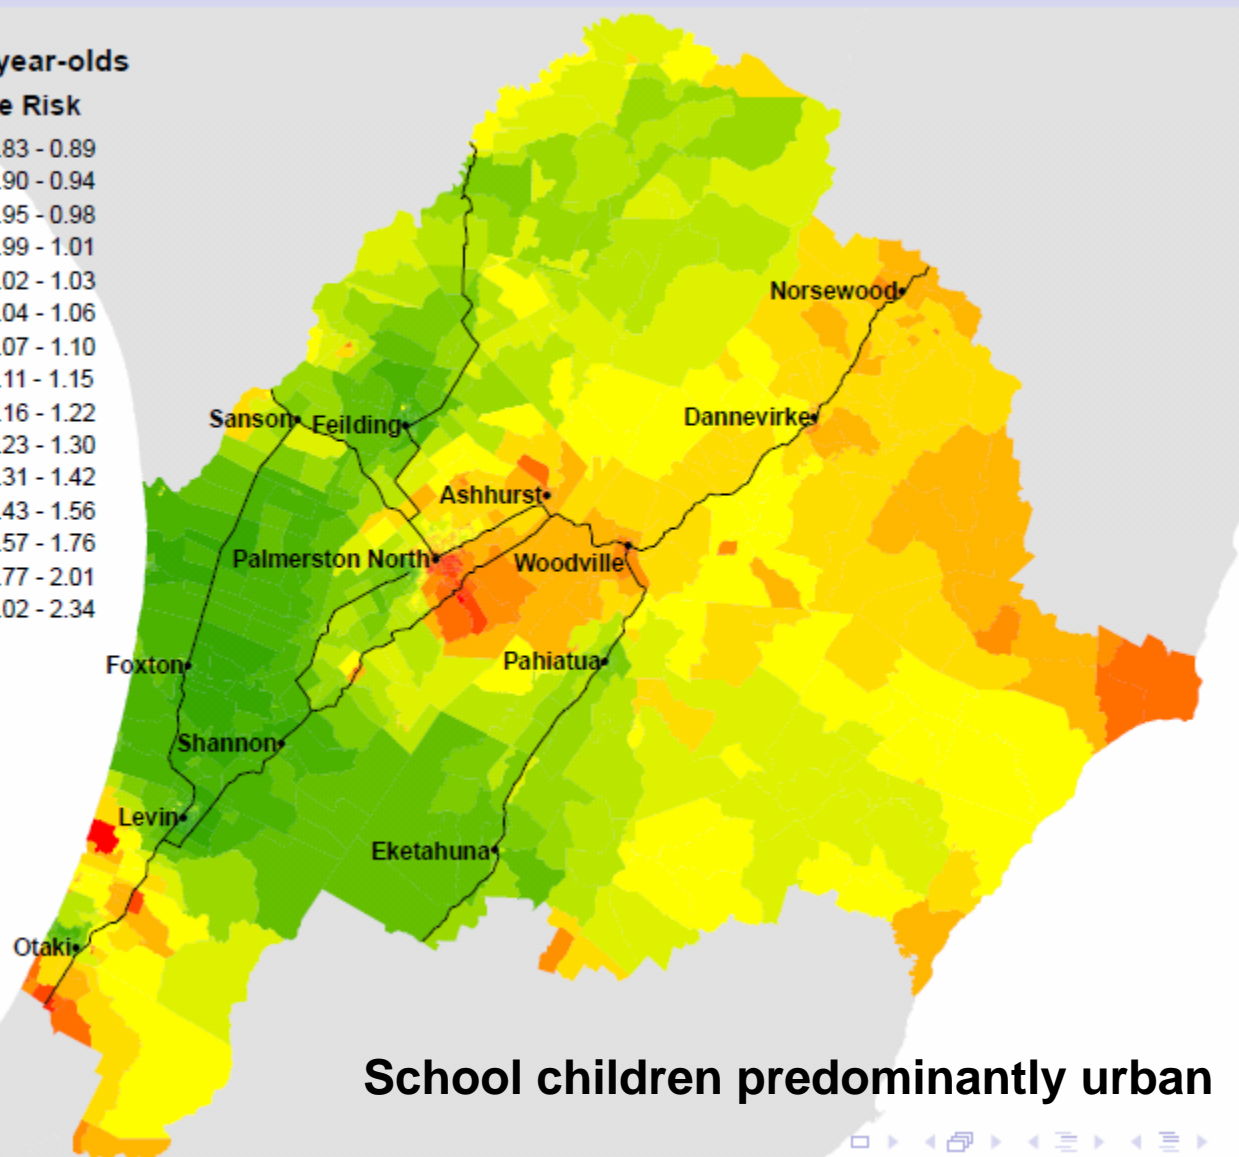 year-olds
e Risk
.83 - 0.89
.90 - 0.94
.95 - 0.98
.99 - 1.01
.02 - 1.03
.04 - 1.06
.07 - 1.10
.11 - 1.15
.16 - 1.22
.23 - 1.30
.31 - 1.42
.43 - 1.56
.57 - 1.76
.77 - 2.01
.02 - 2.34
Norsewood
Sanson
Feilding
Dannevirke
Ashhurst
Palmerston North
Woodville
Foxton
Pahiatua
Shannon
Levin
Eketahuna
Otaki
School children predominantly urban